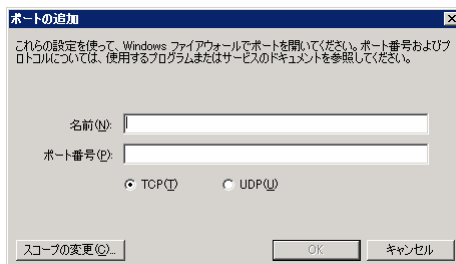 ポートの追加
これらの設定を使って、Windows ファイアウォールでポートを開いてください。ポート番号およびプ
ロトコルについては、使用するプログラムまたはサービスのドキュメントを参照してください。
名前(N):
ポート番号(P):
TCP(T) UDP(U)
スコープの変更(C)... OK キャンセル